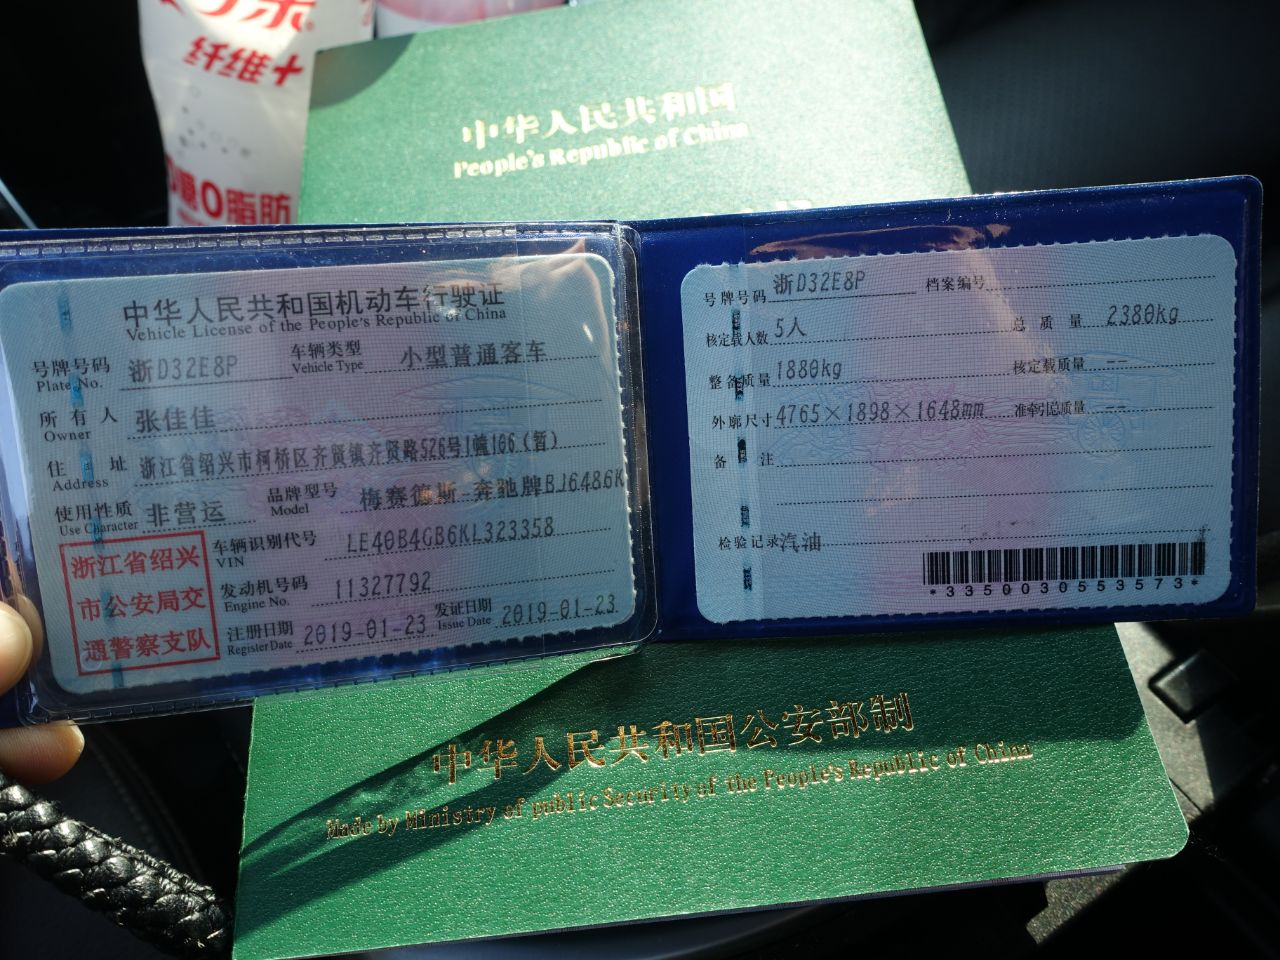 纤维+
糖0脂肪
中华人民共和国
People's Republic of China
中华人民共和国机动车行驶证
Vehicle License of the People's Republic of China
号牌号码 浙D32E8P 车辆类型 小型普通客车
Plate No. Vehicle Type
所有人 张佳佳
Owner
住址 浙江省绍兴市柯桥区齐贤镇齐贤路526号1幢106(暂)
Address
使用性质 非营运 品牌型号 梅赛德斯-奔驰牌BJ6486K
Use Character Model
浙江省绍兴
市公安局交
通警察支队
车辆识别代号 LE40B4GB6KL323358
VIN
发动机号码 11327792
Engine No.
注册日期 2019-01-23 发证日期 2019-01-23
Register Date Issue Date
号牌号码 浙D32E8P 档案编号
核定载人数 5人 总质量 2380kg
整备质量 1880kg 核定载质量 --
外廓尺寸 4765×1898×1648mm 准牵引总质量 --
备注
检验记录 汽油
*3350030553573*
中华人民共和国公安部制
Made by Ministry of public Security of the People's Republic of China